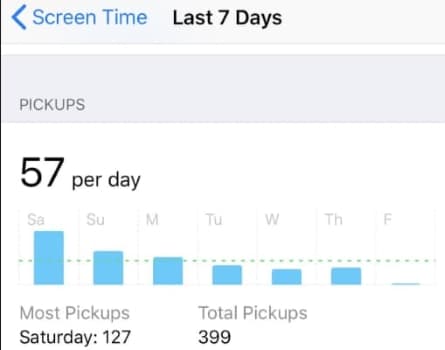 Screen Time Last 7 Days
PICKUPS
57 per day
Sa Su M Tu W Th F
Most Pickups Total Pickups
Saturday: 127 399